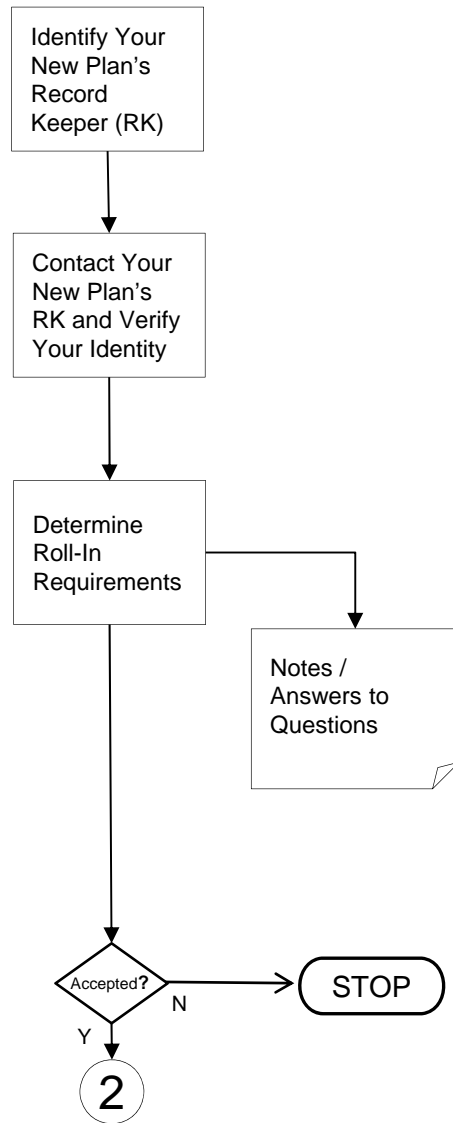 Identify Your
New Plan’s
Record
Keeper (RK)
Contact Your
New Plan’s
RK and Verify
Your Identity
Determine
Roll-In
Requirements
Notes /
Answers to
Questions
Accepted?
N
STOP
Y
2